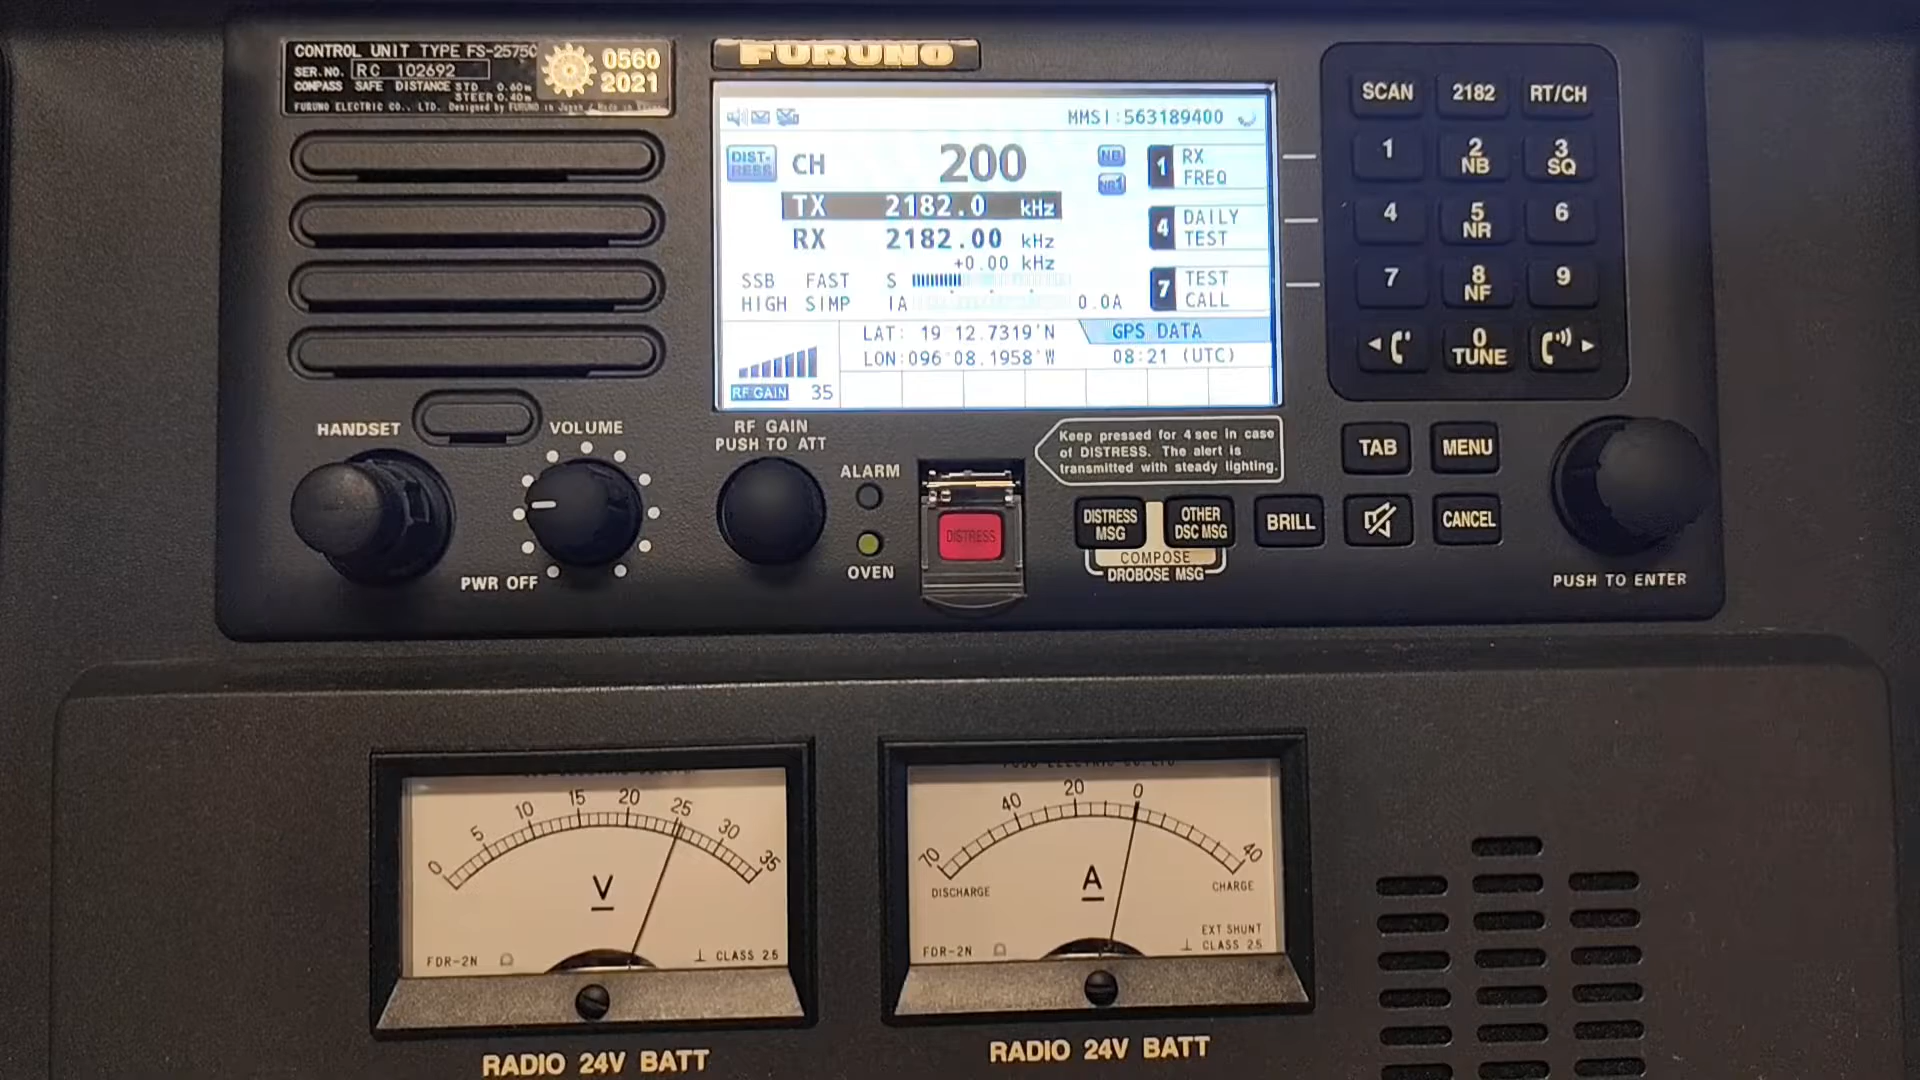 CONTROL UNIT TYPE FS-2575C
SER.NO. RC 102692
COMPASS SAFE DISTANCE STD 0.60m
STEER 0.40m
FURUNO ELECTRIC CO., LTD. Designed by FURUNO in Japan
0560
2021
FURUNO
MMSI:563189400
DIST-
RESS
CH 200
NB
NR1
TX 2182.0 kHz
RX 2182.00 kHz
+0.00 kHz
SSB FAST S
HIGH SIMP IA 0.0A
1 RX
FREQ
4 DAILY
TEST
7 TEST
CALL
LAT: 19 12.7319'N
LON:096°08.1958'W
GPS DATA
08:21 (UTC)
RF GAIN 35
SCAN 2182 RT/CH
1 2 NB 3 SQ
4 5 NR 6
7 8 NF 9
0 TUNE
HANDSET
VOLUME
PWR OFF
RF GAIN
PUSH TO ATT
ALARM
OVEN
DISTRESS
Keep pressed for 4 sec in case
of DISTRESS. The alert is
transmitted with steady lighting.
DISTRESS
MSG
OTHER
DSC MSG
COMPOSE
DROBOSE MSG
BRILL
TAB
MENU
CANCEL
PUSH TO ENTER
0 5 10 15 20 25 30 35
V
FDR-2N
CLASS 2.5
RADIO 24V BATT
70 40 20 0 40
DISCHARGE
A
CHARGE
EXT SHUNT
FDR-2N
CLASS 2.5
RADIO 24V BATT